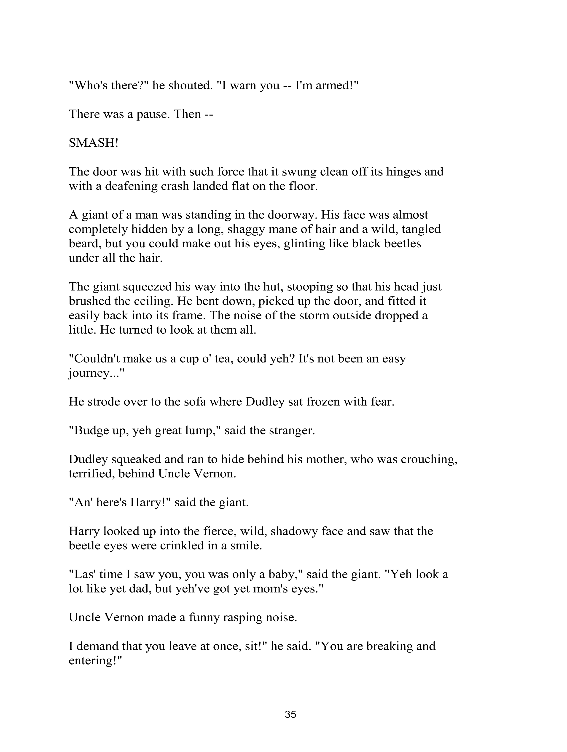 "Who's there?" he shouted. "I warn you -- I'm armed!"
There was a pause. Then --
SMASH!
The door was hit with such force that it swung clean off its hinges and
with a deafening crash landed flat on the floor.
A giant of a man was standing in the doorway. His face was almost
completely hidden by a long, shaggy mane of hair and a wild, tangled
beard, but you could make out his eyes, glinting like black beetles
under all the hair.
The giant squeezed his way into the hut, stooping so that his head just
brushed the ceiling. He bent down, picked up the door, and fitted it
easily back into its frame. The noise of the storm outside dropped a
little. He turned to look at them all.
"Couldn't make us a cup o' tea, could yeh? It's not been an easy
journey..."
He strode over to the sofa where Dudley sat frozen with fear.
"Budge up, yeh great lump," said the stranger.
Dudley squeaked and ran to hide behind his mother, who was crouching,
terrified, behind Uncle Vernon.
"An' here's Harry!" said the giant.
Harry looked up into the fierce, wild, shadowy face and saw that the
beetle eyes were crinkled in a smile.
"Las' time I saw you, you was only a baby," said the giant. "Yeh look a
lot like yet dad, but yeh've got yet mom's eyes."
Uncle Vernon made a funny rasping noise.
I demand that you leave at once, sit!" he said. "You are breaking and
entering!"
35